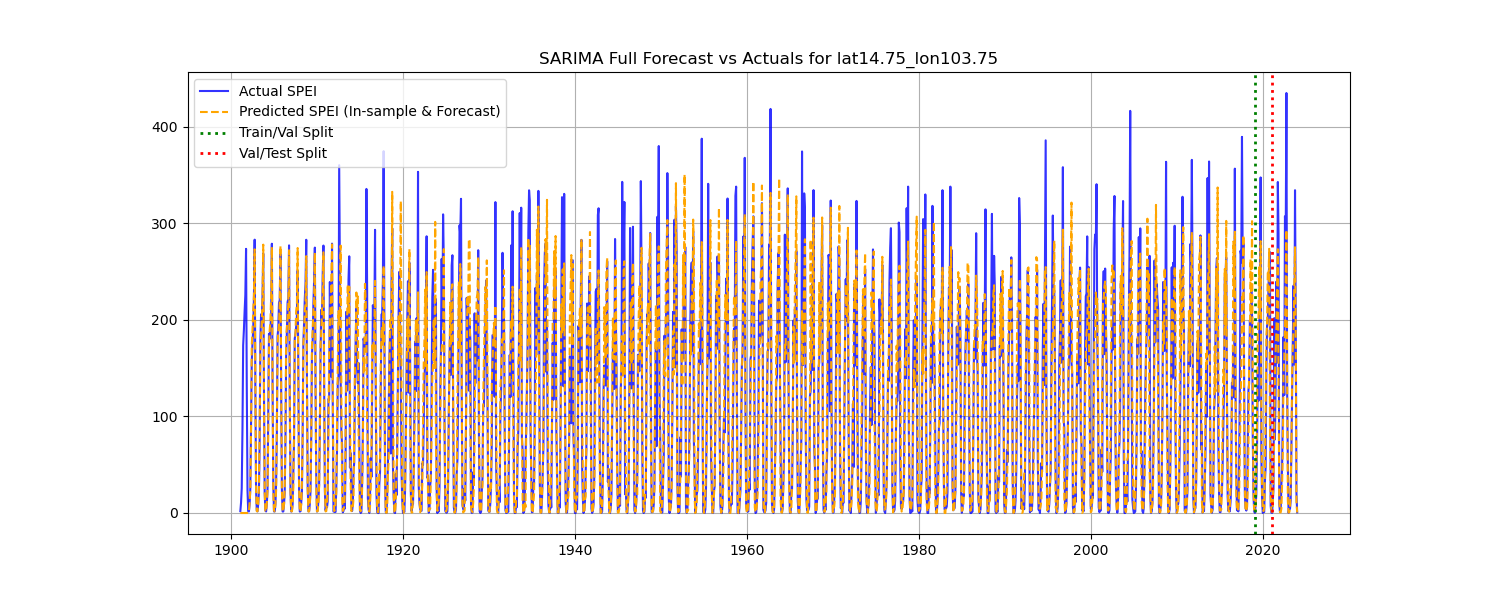 SARIMA Full Forecast vs Actuals for lat14.75_lon103.75
Actual SPEI
Predicted SPEI (In-sample & Forecast)
Train/Val Split
Val/Test Split
400
300
200
100
0
1900 1920 1940 1960 1980 2000 2020